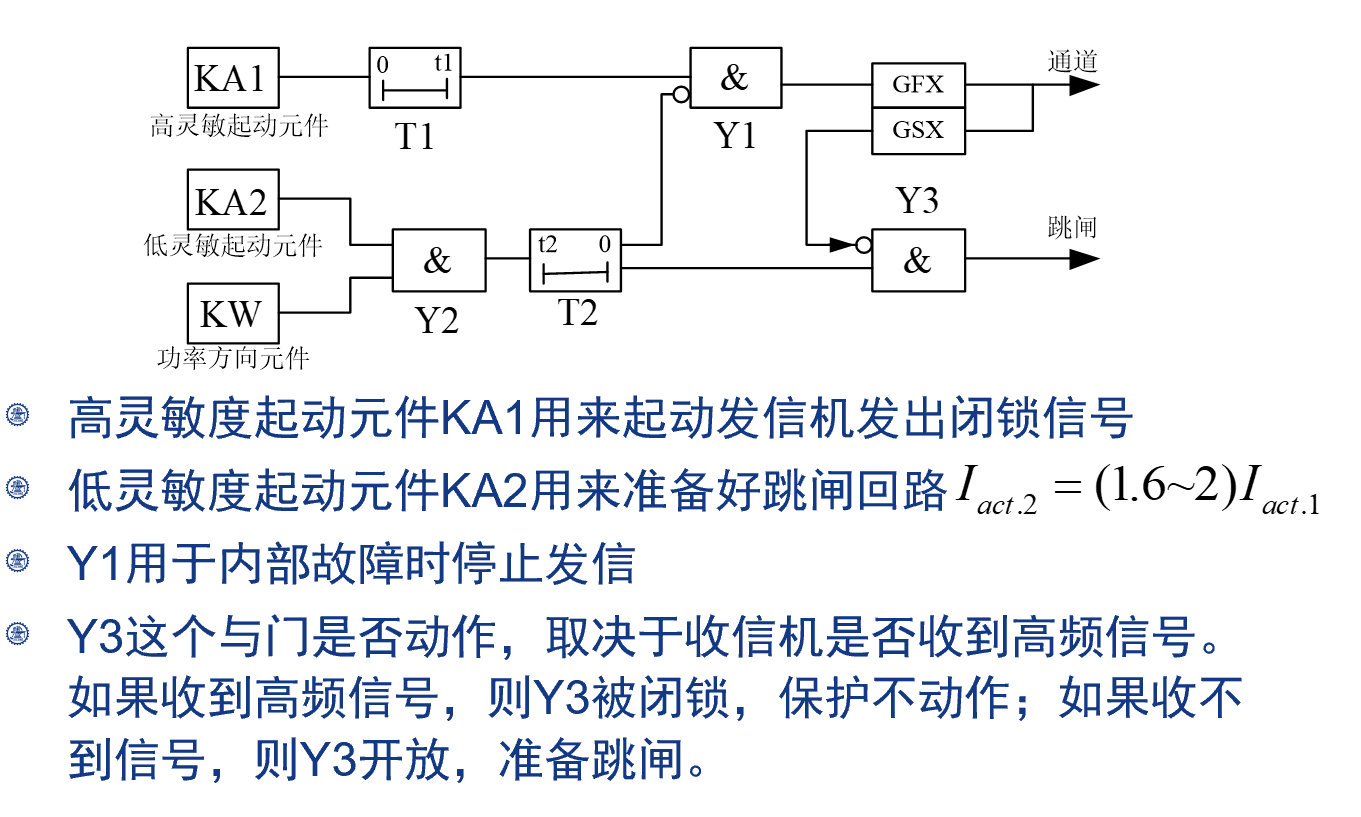 KA1
0 t1
&
GFX
通道
高灵敏起动元件
T1
Y1
GSX
KA2
Y3
低灵敏起动元件
&
t2 0
&
跳闸
KW
Y2
T2
功率方向元件
高灵敏度起动元件KA1用来起动发信机发出闭锁信号
低灵敏度起动元件KA2用来准备好跳闸回路 I_{act.2} = (1.6~2)I_{act.1}
Y1用于内部故障时停止发信
Y3这个与门是否动作，取决于收信机是否收到高频信号。
如果收到高频信号，则Y3被闭锁，保护不动作；如果收不
到信号，则Y3开放，准备跳闸。